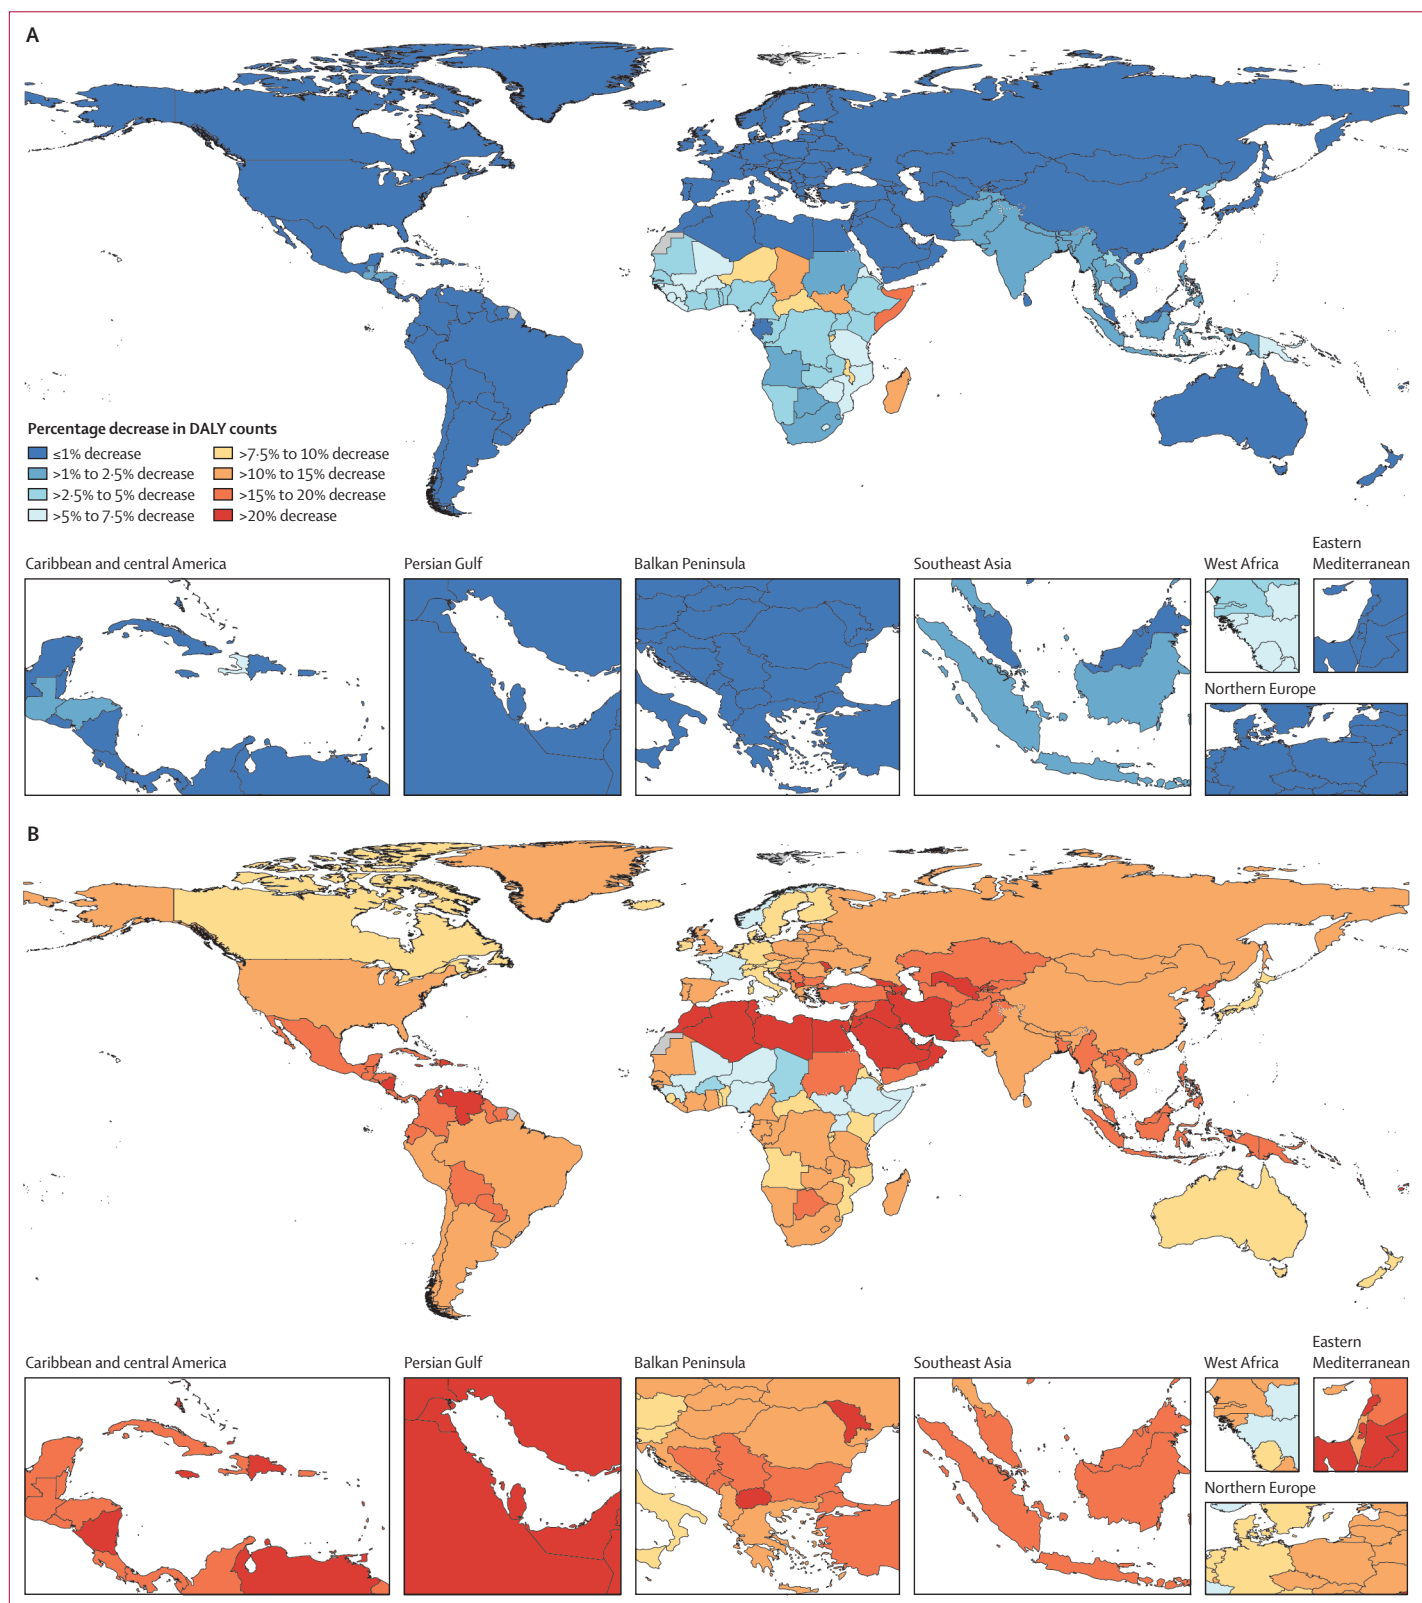 A
Percentage decrease in DALY counts
≤1% decrease
>1% to 2·5% decrease
>2·5% to 5% decrease
>5% to 7·5% decrease
>7·5% to 10% decrease
>10% to 15% decrease
>15% to 20% decrease
>20% decrease
Caribbean and central America
Persian Gulf
Balkan Peninsula
Southeast Asia
West Africa
Eastern
Mediterranean
Northern Europe
B
Caribbean and central America
Persian Gulf
Balkan Peninsula
Southeast Asia
West Africa
Eastern
Mediterranean
Northern Europe